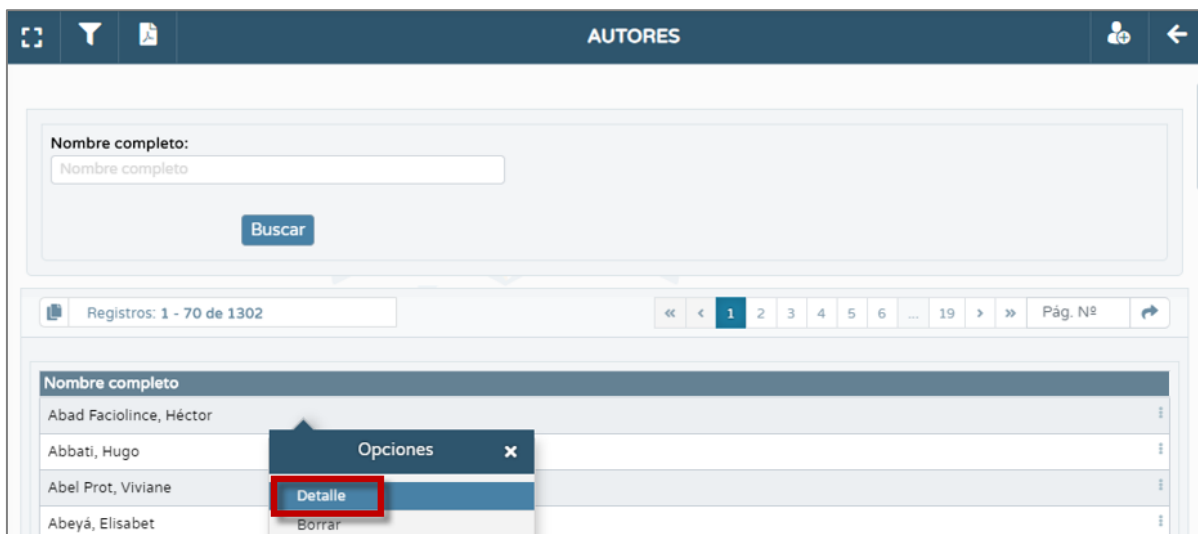 AUTORES
Nombre completo:
Nombre completo
Buscar
Registros: 1 - 70 de 1302
« ‹ 1 2 3 4 5 6 ... 19 › » Pág. Nº
Nombre completo
Abad Faciolince, Héctor
Abbati, Hugo
Abel Prot, Viviane
Abeyá, Elisabet
Opciones ×
Detalle
Borrar